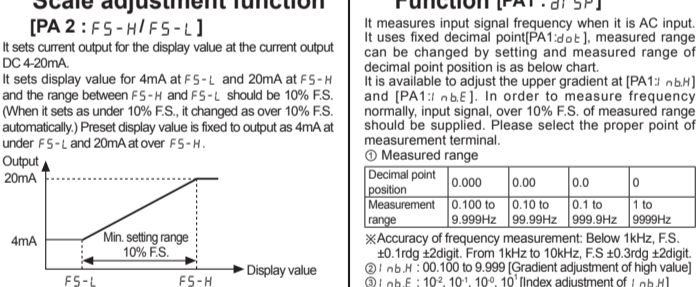 Scale adjustment function
[PA 2 : FS-H/FS-L]
It sets current output for the display value at the current output
DC 4-20mA.
It sets display value for 4mA at FS-L and 20mA at FS-H
and the range between FS-H and FS-L should be 10% F.S.
(When it sets as under 10% F.S., it changed as over 10% F.S.
automatically.) Preset display value is fixed to output as 4mA at
under FS-L and 20mA at over FS-H.
Output
20mA
4mA
Min. setting range
10% F.S.
Display value
FS-L
FS-H
Function [PA1 : dISP]
It measures input signal frequency when it is AC input.
It uses fixed decimal point[PA1:dot], measured range
can be changed by setting and measured range of
decimal point position is as below chart.
It is available to adjust the upper gradient at [PA1:Inb.H]
and [PA1:Inb.E]. In order to measure frequency
normally, input signal, over 10% F.S. of measured range
should be supplied. Please select the proper point of
measurement terminal.
① Measured range
Decimal point position 0.000 0.00 0.0 0
Measurement range 0.100 to 9.999Hz 0.10 to 99.99Hz 0.1 to 999.9Hz 1 to 9999Hz
※Accuracy of frequency measurement: Below 1kHz, F.S.
±0.1rdg ±2digit. From 1kHz to 10kHz, F.S ±0.3rdg ±2digit.
②Inb.H : 00.100 to 9.999 [Gradient adjustment of high value]
③Inb.E : 10⁻², 10⁻¹, 10⁻⁰, 10¹ [Index adjustment of Inb.H]